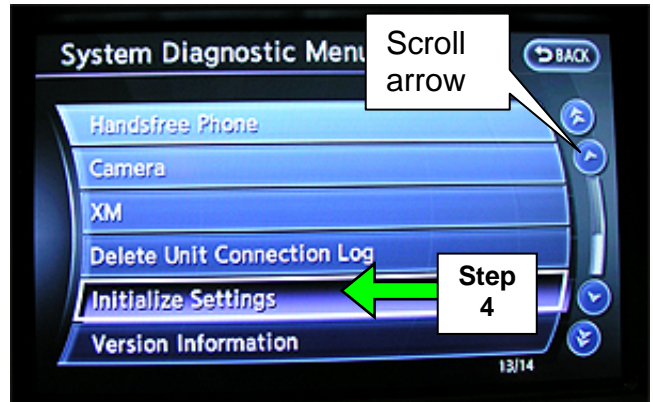 System Diagnostic Menu
Scroll
arrow
BACK
Handsfree Phone
Camera
XM
Delete Unit Connection Log
Initialize Settings
Step
4
Version Information
13/14